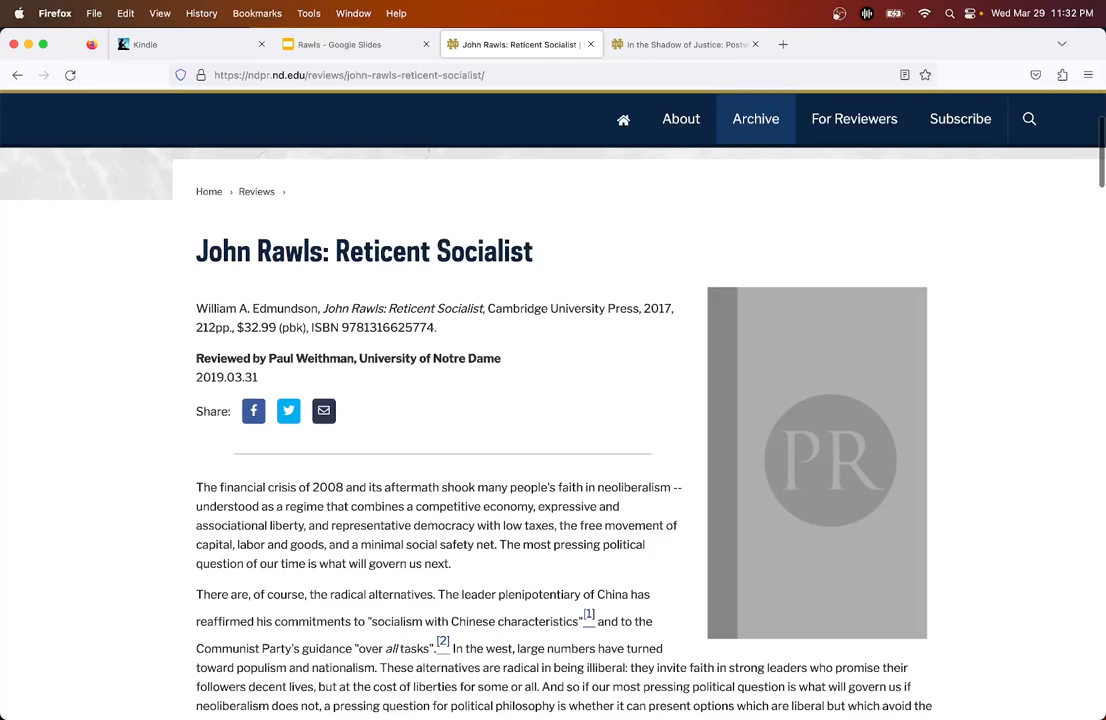 Firefox File Edit View History Bookmarks Tools Window Help Wed Mar 29 11:32 PM
Kindle Rawls - Google Slides John Rawls: Reticent Socialist | in the Shadow of Justice: Postw
https://ndpr.nd.edu/reviews/john-rawls-reticent-socialist/
About Archive For Reviewers Subscribe
Home › Reviews ›
John Rawls: Reticent Socialist
William A. Edmundson, John Rawls: Reticent Socialist, Cambridge University Press, 2017,
212pp., $32.99 (pbk), ISBN 9781316625774.
Reviewed by Paul Weithman, University of Notre Dame
2019.03.31
Share:
PR
The financial crisis of 2008 and its aftermath shook many people's faith in neoliberalism --
understood as a regime that combines a competitive economy, expressive and
associational liberty, and representative democracy with low taxes, the free movement of
capital, labor and goods, and a minimal social safety net. The most pressing political
question of our time is what will govern us next.
There are, of course, the radical alternatives. The leader plenipotentiary of China has
reaffirmed his commitments to "socialism with Chinese characteristics"[1] and to the
Communist Party's guidance "over all tasks".[2] In the west, large numbers have turned
toward populism and nationalism. These alternatives are radical in being illiberal: they invite faith in strong leaders who promise their
followers decent lives, but at the cost of liberties for some or all. And so if our most pressing political question is what will govern us if
neoliberalism does not, a pressing question for political philosophy is whether it can present options which are liberal but which avoid the